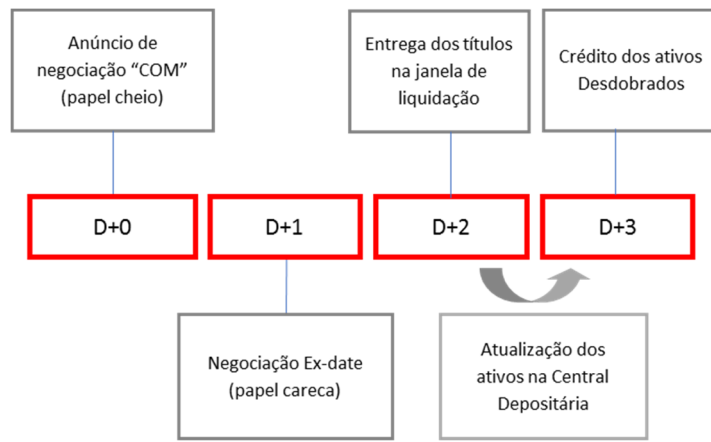 Anúncio de
negociação “COM”
(papel cheio)
Entrega dos títulos
na janela de
liquidação
Crédito dos ativos
Desdobrados
D+0
D+1
D+2
D+3
Negociação Ex-date
(papel careca)
Atualização dos
ativos na Central
Depositária